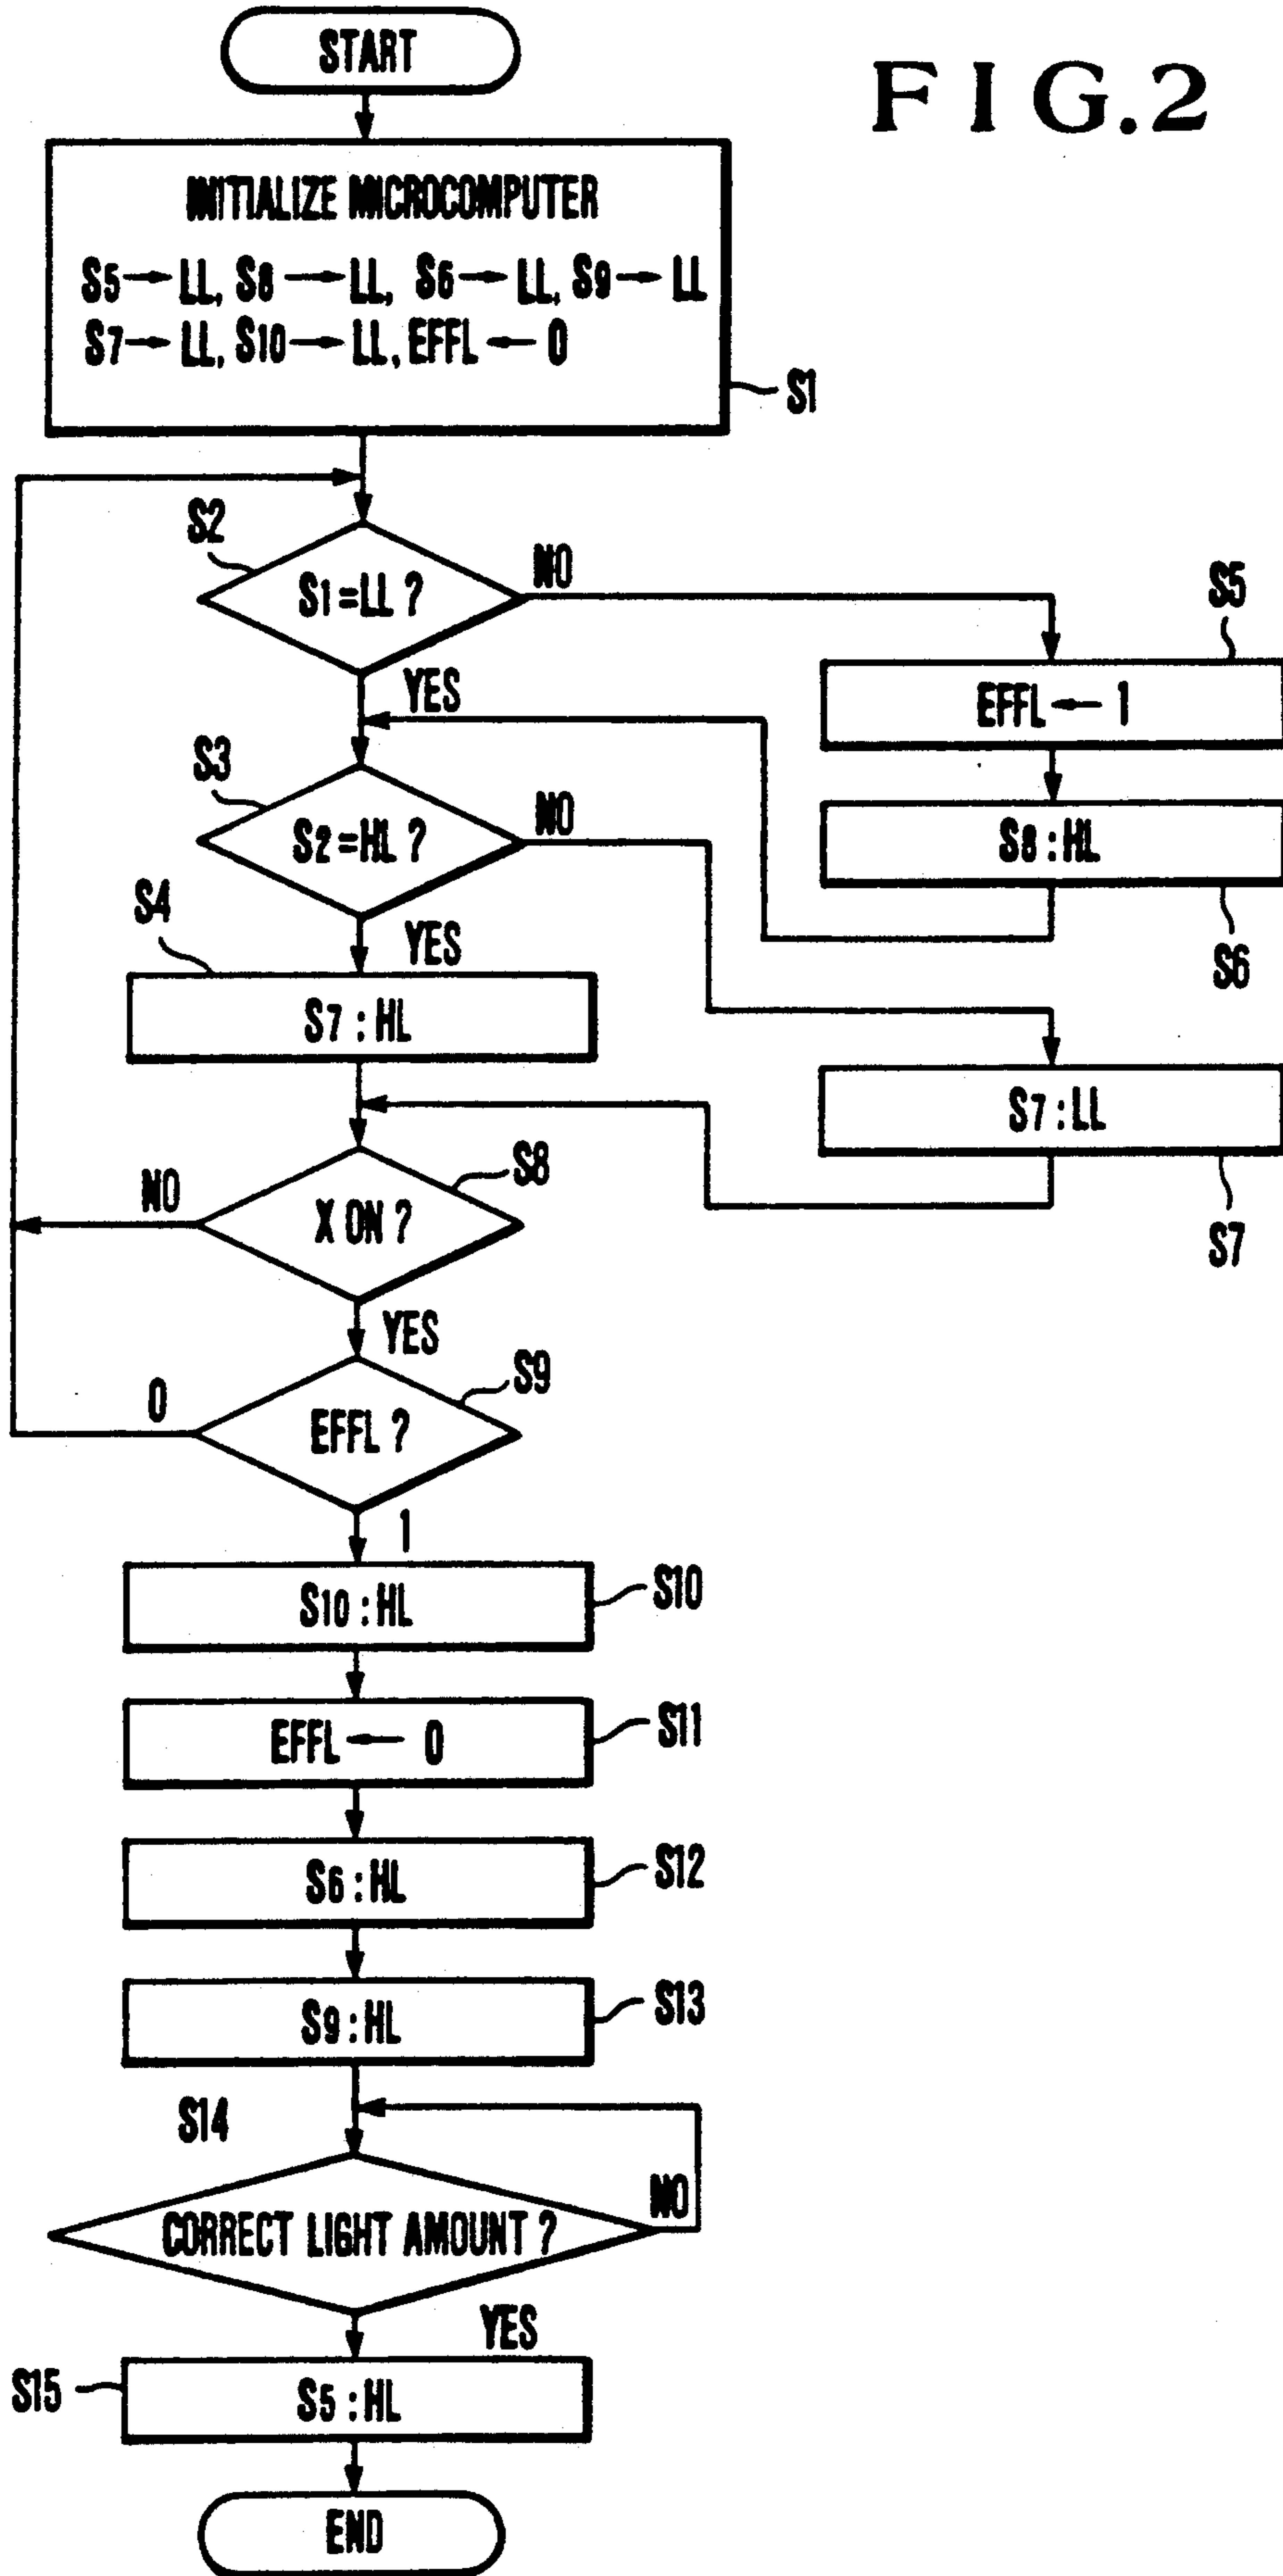 START
FIG.2
INITIALIZE MICROCOMPUTER
S5→LL, S8→LL, S6→LL, S9→LL
S7→LL, S10→LL, EFFL←0
S1
S2
S1=LL ?
NO
YES
S5
EFFL←1
S3
S2=HL ?
NO
YES
S8 : HL
S6
S4
S7 : HL
S7 : LL
S7
S8
X ON ?
NO
YES
S9
EFFL ?
0
1
S10 : HL
S10
EFFL←0
S11
S6 : HL
S12
S9 : HL
S13
S14
CORRECT LIGHT AMOUNT ?
NO
YES
S15
S5 : HL
END